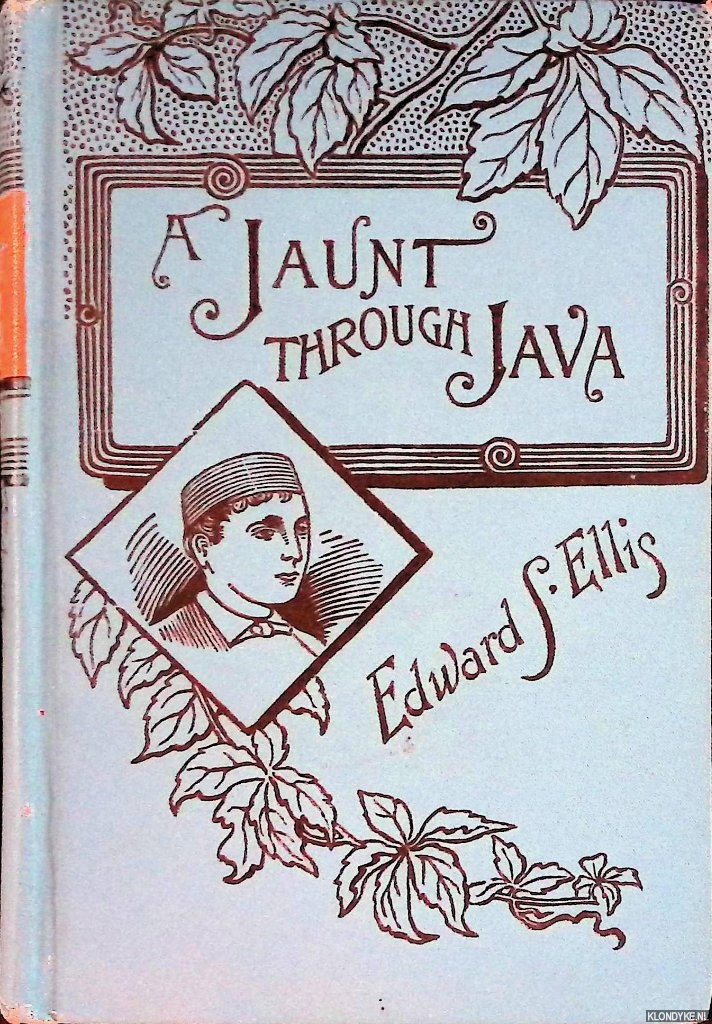 A JAUNT
THROUGH JAVA
Edward S. Ellis
KLONDYKE.NL